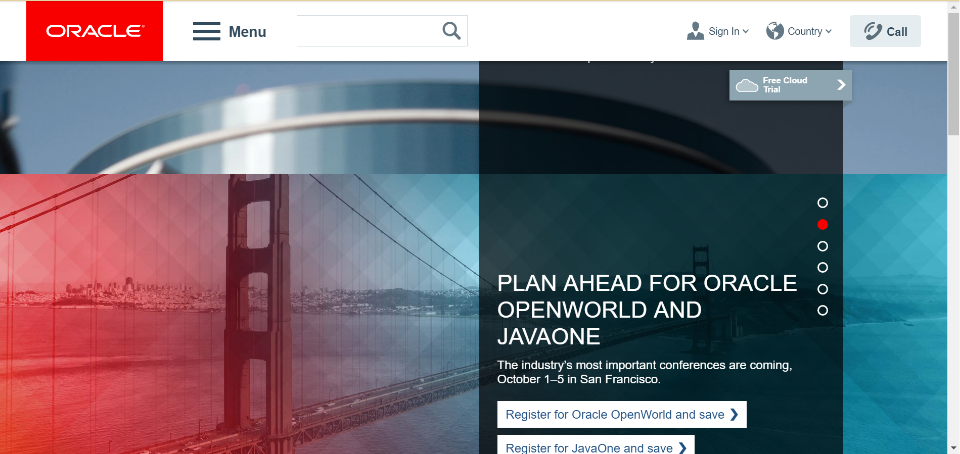 ORACLE®
Menu
Sign In
Country
Call
Free Cloud
Trial
PLAN AHEAD FOR ORACLE
OPENWORLD AND
JAVAONE
The industry's most important conferences are coming,
October 1–5 in San Francisco.
Register for Oracle OpenWorld and save ❯
Register for JavaOne and save ❯